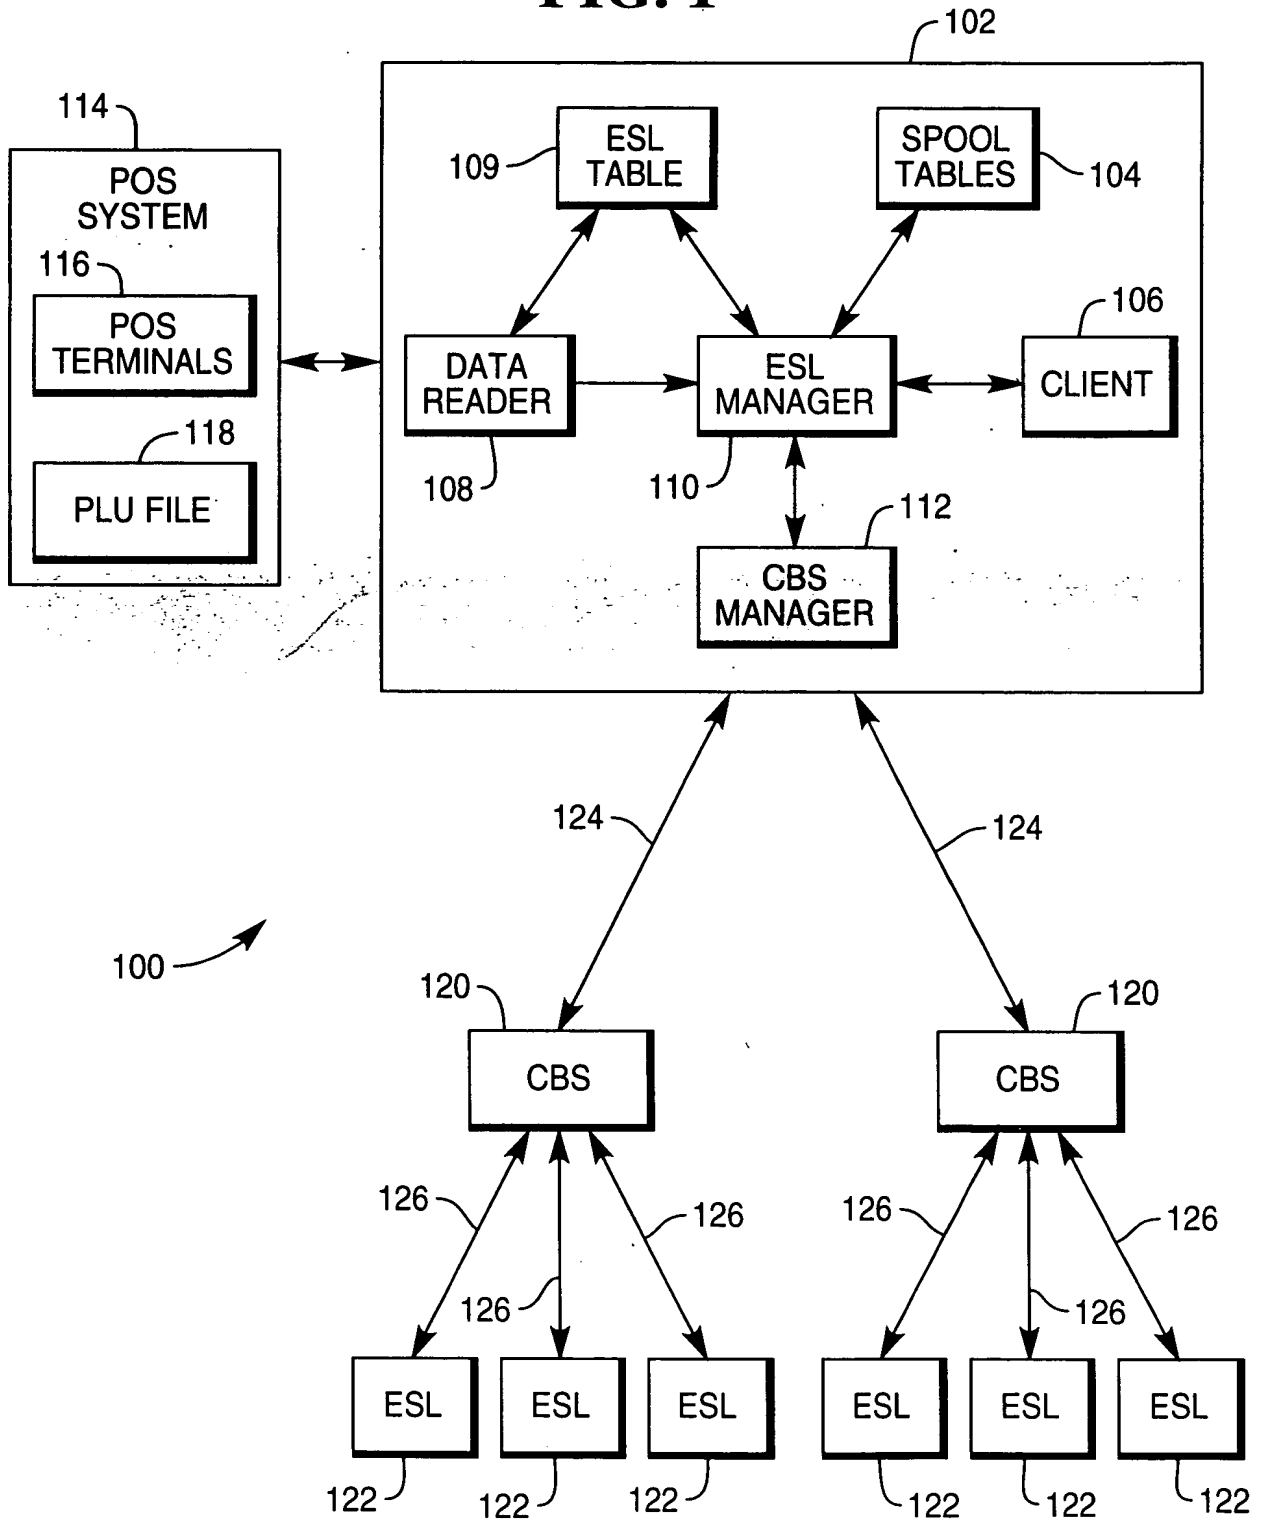 FIG. 1
102
114
POS
SYSTEM
116
POS
TERMINALS
118
PLU FILE
109
ESL
TABLE
SPOOL
TABLES
104
106
DATA
READER
ESL
MANAGER
CLIENT
108
110
112
CBS
MANAGER
124
124
100
120
120
CBS
CBS
126
126
126
126
126
126
ESL
ESL
ESL
ESL
ESL
ESL
122
122
122
122
122
122